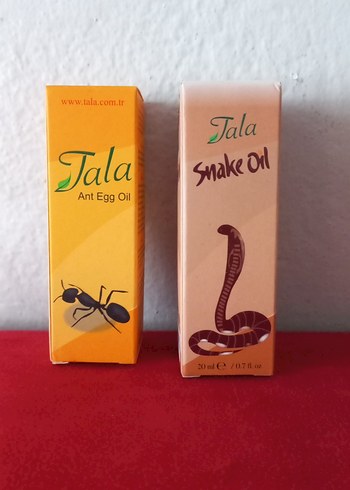 www.tala.com.tr
Tala
Ant Egg Oil
Tala
Snake Oil
20 ml ℮ / 0.7 fl oz